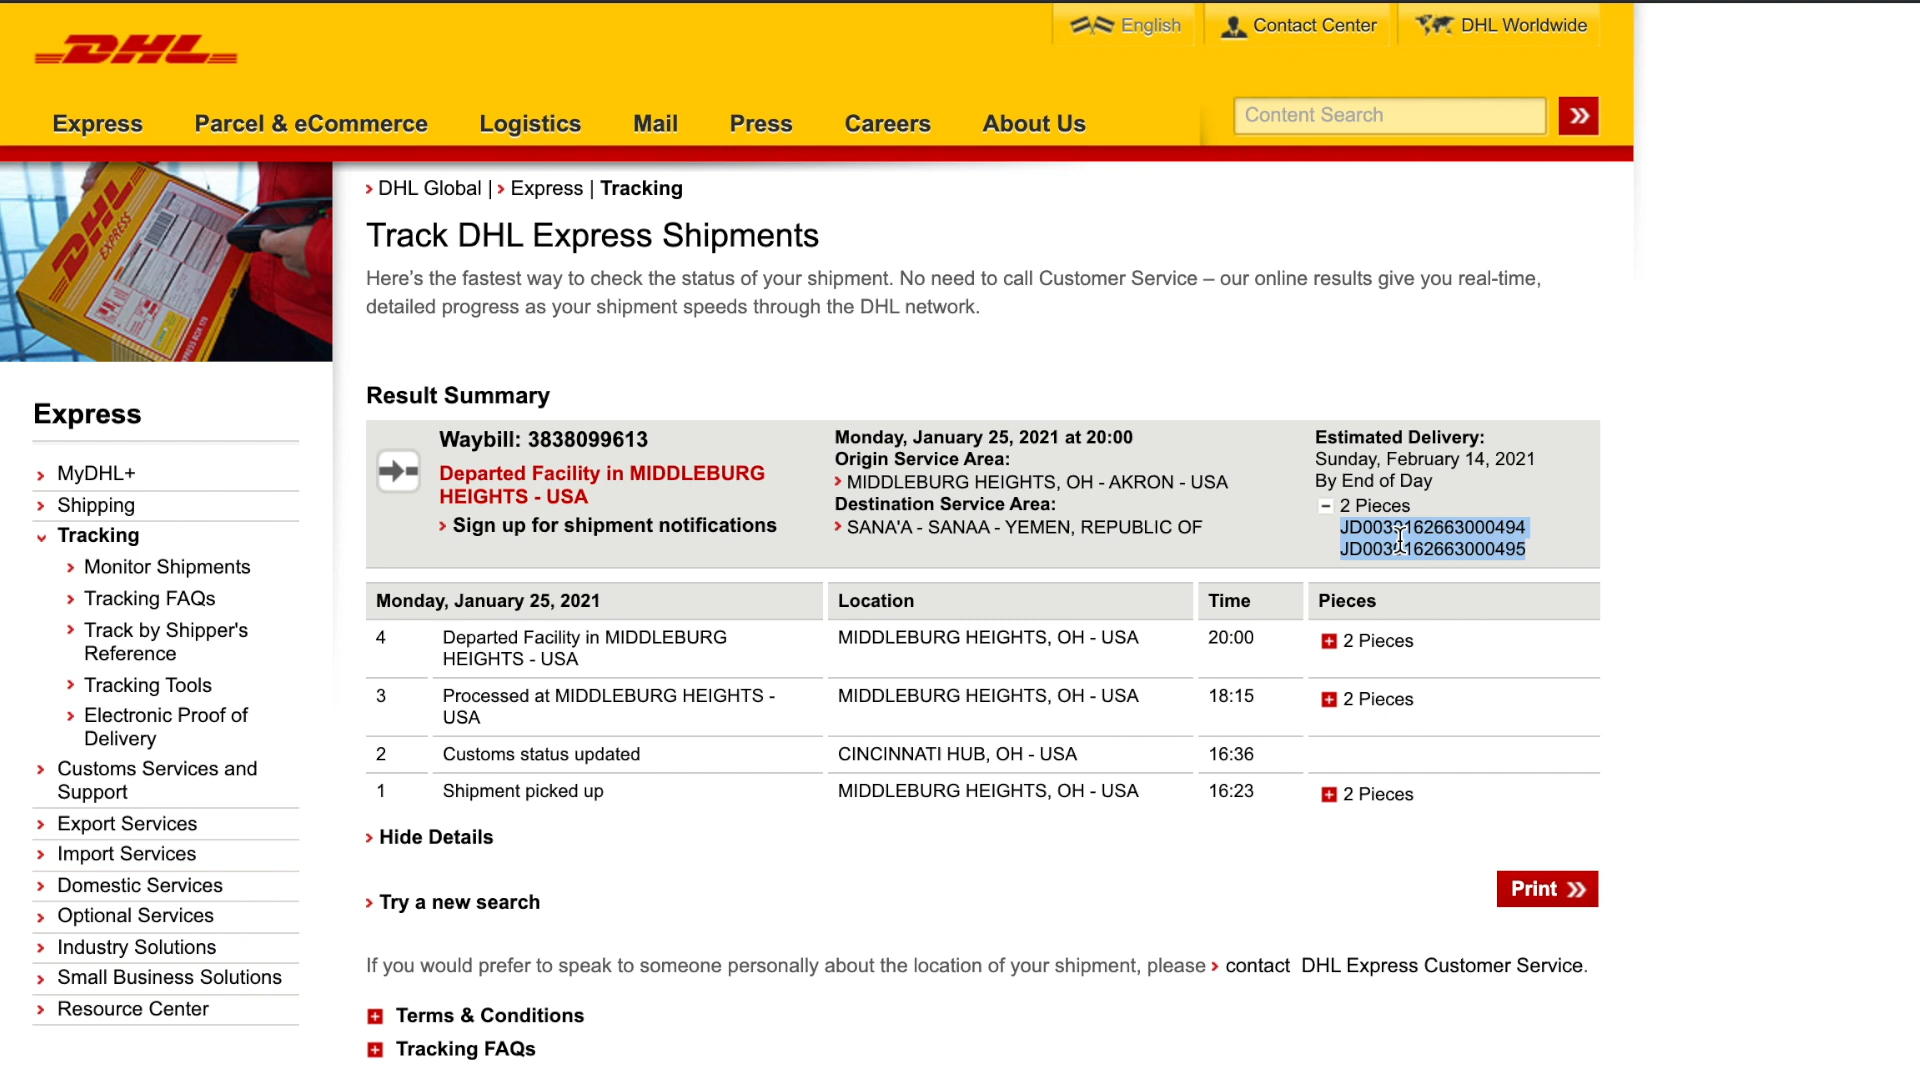 English
Contact Center
DHL Worldwide
DHL
Express
Parcel & eCommerce
Logistics
Mail
Press
Careers
About Us
Content Search
DHL
EXPRESS
› DHL Global | › Express | Tracking
Track DHL Express Shipments
Here’s the fastest way to check the status of your shipment. No need to call Customer Service – our online results give you real-time,
detailed progress as your shipment speeds through the DHL network.
Express
MyDHL+
Shipping
Tracking
Monitor Shipments
Tracking FAQs
Track by Shipper's
Reference
Tracking Tools
Electronic Proof of
Delivery
Customs Services and
Support
Export Services
Import Services
Domestic Services
Optional Services
Industry Solutions
Small Business Solutions
Resource Center
Result Summary
Waybill: 3838099613
Departed Facility in MIDDLEBURG
HEIGHTS - USA
› Sign up for shipment notifications
Monday, January 25, 2021 at 20:00
Origin Service Area:
› MIDDLEBURG HEIGHTS, OH - AKRON - USA
Destination Service Area:
› SANA'A - SANAA - YEMEN, REPUBLIC OF
Estimated Delivery:
Sunday, February 14, 2021
By End of Day
2 Pieces
Monday, January 25, 2021 Location Time Pieces
4 Departed Facility in MIDDLEBURG MIDDLEBURG HEIGHTS, OH - USA 20:00 2 Pieces
HEIGHTS - USA
3 Processed at MIDDLEBURG HEIGHTS - MIDDLEBURG HEIGHTS, OH - USA 18:15 2 Pieces
USA
2 Customs status updated CINCINNATI HUB, OH - USA 16:36
1 Shipment picked up MIDDLEBURG HEIGHTS, OH - USA 16:23 2 Pieces
› Hide Details
Print »
› Try a new search
If you would prefer to speak to someone personally about the location of your shipment, please › contact DHL Express Customer Service.
Terms & Conditions
Tracking FAQs